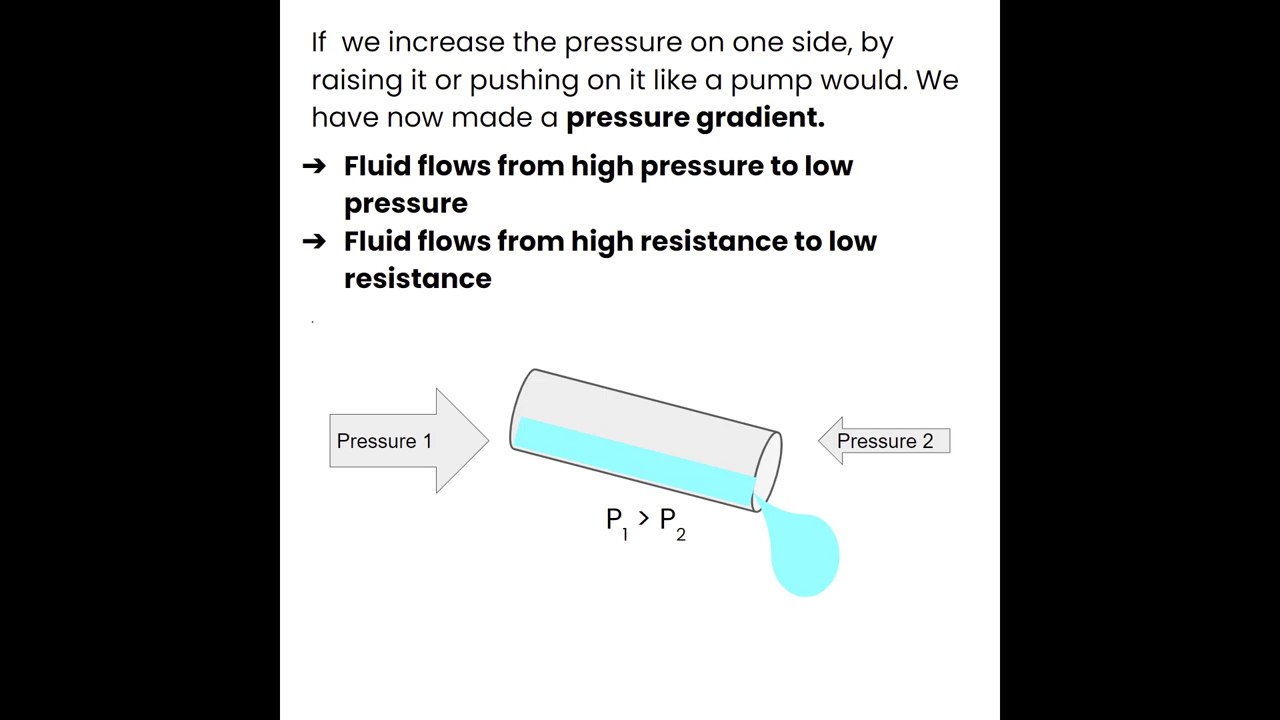 If  we increase the pressure on one side, by
raising it or pushing on it like a pump would. We
have now made a pressure gradient.
➔ Fluid flows from high pressure to low
pressure
➔ Fluid flows from high resistance to low
resistance
.
Pressure 1
Pressure 2
P1 > P2